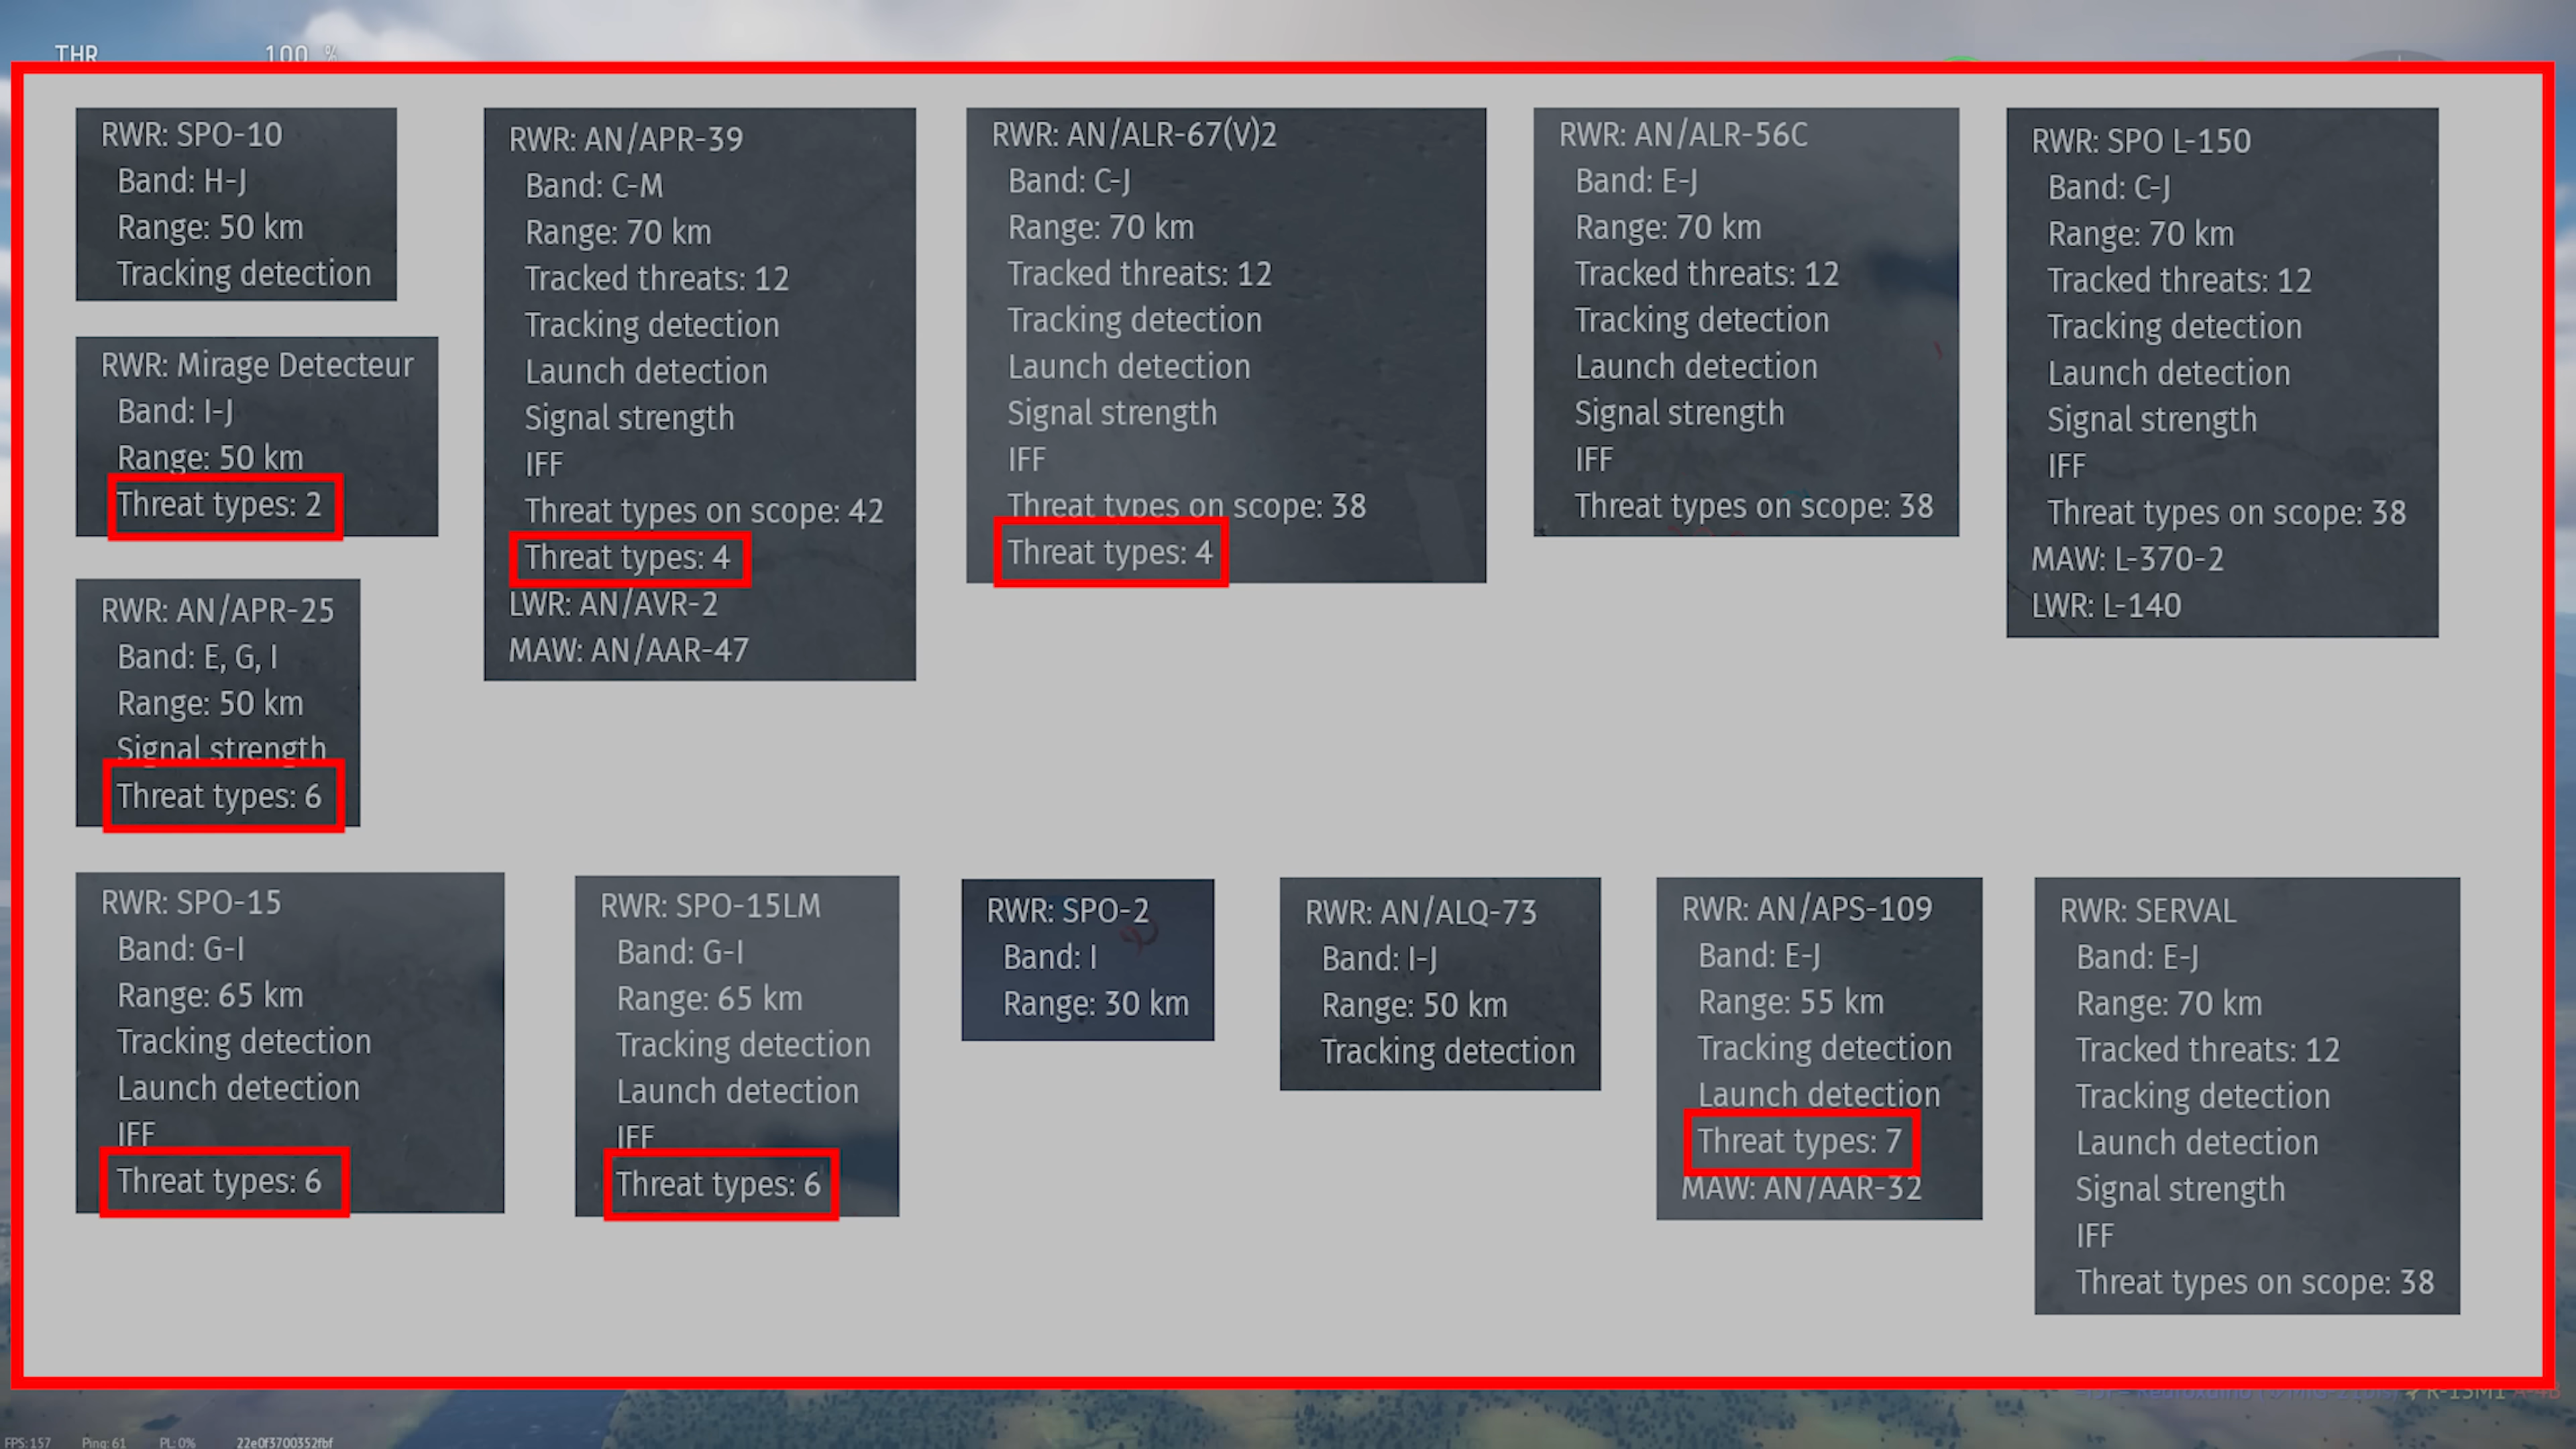 THR 100 %
RWR: SPO-10
Band: H-J
Range: 50 km
Tracking detection
RWR: Mirage Detecteur
Band: I-J
Range: 50 km
Threat types: 2
RWR: AN/APR-25
Band: E, G, I
Range: 50 km
Signal strength
Threat types: 6
RWR: AN/APR-39
Band: C-M
Range: 70 km
Tracked threats: 12
Tracking detection
Launch detection
Signal strength
IFF
Threat types on scope: 42
Threat types: 4
LWR: AN/AVR-2
MAW: AN/AAR-47
RWR: AN/ALR-67(V)2
Band: C-J
Range: 70 km
Tracked threats: 12
Tracking detection
Launch detection
Signal strength
IFF
Threat types on scope: 38
Threat types: 4
RWR: AN/ALR-56C
Band: E-J
Range: 70 km
Tracked threats: 12
Tracking detection
Launch detection
Signal strength
IFF
Threat types on scope: 38
RWR: SPO L-150
Band: C-J
Range: 70 km
Tracked threats: 12
Tracking detection
Launch detection
Signal strength
IFF
Threat types on scope: 38
MAW: L-370-2
LWR: L-140
RWR: SPO-15
Band: G-I
Range: 65 km
Tracking detection
Launch detection
IFF
Threat types: 6
RWR: SPO-15LM
Band: G-I
Range: 65 km
Tracking detection
Launch detection
IFF
Threat types: 6
RWR: SPO-2
Band: I
Range: 30 km
RWR: AN/ALQ-73
Band: I-J
Range: 50 km
Tracking detection
RWR: AN/APS-109
Band: E-J
Range: 55 km
Tracking detection
Launch detection
Threat types: 7
MAW: AN/AAR-32
RWR: SERVAL
Band: E-J
Range: 70 km
Tracked threats: 12
Tracking detection
Launch detection
Signal strength
IFF
Threat types on scope: 38
R-13M1
FPS: 157 Ping: 61 PL: 0% 22e0f3700352fbf